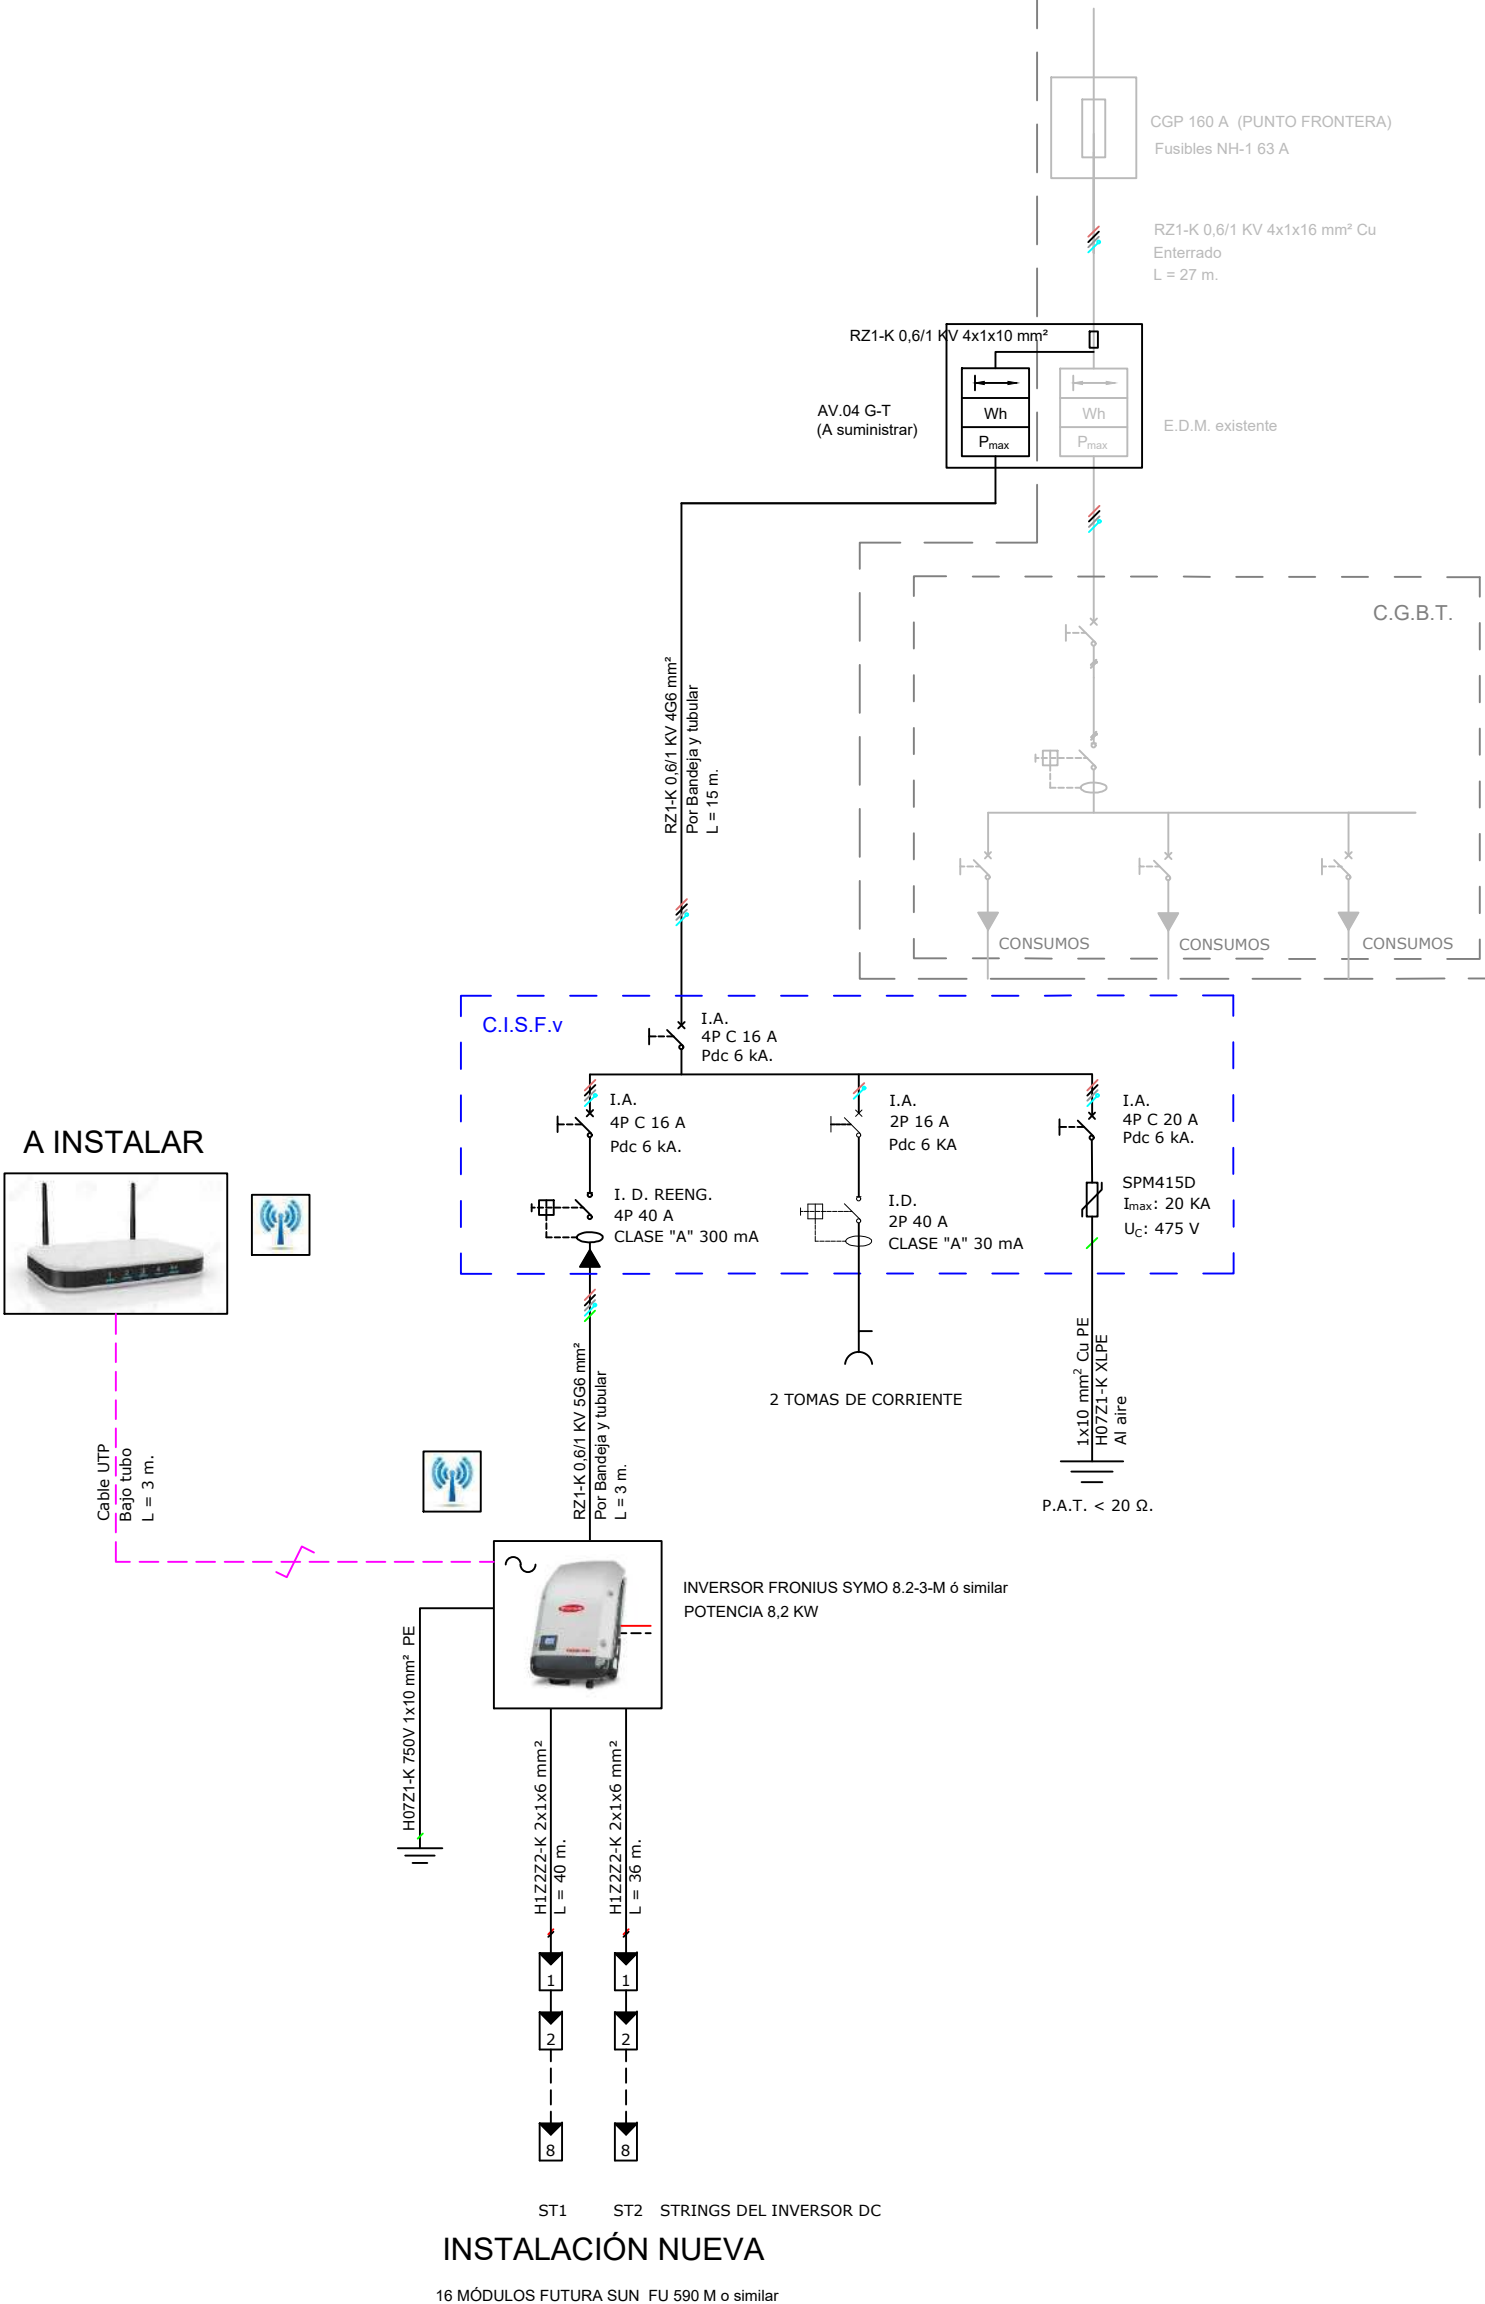 CGP 160 A (PUNTO FRONTERA)
Fusibles NH-1 63 A
RZ1-K 0,6/1 KV 4x1x16 mm² Cu
Enterrado
L = 27 m.
RZ1-K 0,6/1 KV 4x1x10 mm²
AV.04 G-T
(A suministrar)
Wh
Pmax
Wh
Pmax
E.D.M. existente
C.G.B.T.
RZ1-K 0,6/1 KV 4G6 mm²
Por Bandeja y tubular
L = 15 m.
CONSUMOS
CONSUMOS
CONSUMOS
C.I.S.F.v
I.A.
4P C 16 A
Pdc 6 kA.
I.A.
4P C 16 A
Pdc 6 kA.
I. D. REENG.
4P 40 A
CLASE "A" 300 mA
I.A.
2P 16 A
Pdc 6 KA
I.D.
2P 40 A
CLASE "A" 30 mA
I.A.
4P C 20 A
Pdc 6 kA.
SPM415D
Imax: 20 KA
UC: 475 V
A INSTALAR
Cable UTP
Bajo tubo
L = 3 m.
RZ1-K 0,6/1 KV 5G6 mm²
Por Bandeja y tubular
L = 3 m.
2 TOMAS DE CORRIENTE
1x10 mm² Cu PE
H07Z1-K XLPE
Al aire
P.A.T. < 20 Ω.
INVERSOR FRONIUS SYMO 8.2-3-M ó similar
POTENCIA 8,2 KW
H07Z1-K 750V 1x10 mm² PE
H1Z2Z2-K 2x1x6 mm²
L = 40 m.
H1Z2Z2-K 2x1x6 mm²
L = 36 m.
1
1
2
2
8
8
ST1
ST2
STRINGS DEL INVERSOR DC
INSTALACIÓN NUEVA
16 MÓDULOS FUTURA SUN FU 590 M o similar